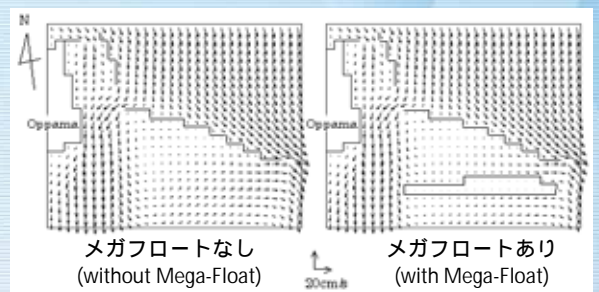 N
Oppama
Oppama
メガフロートなし
(without Mega-Float)
20cm/s
メガフロートあり
(with Mega-Float)